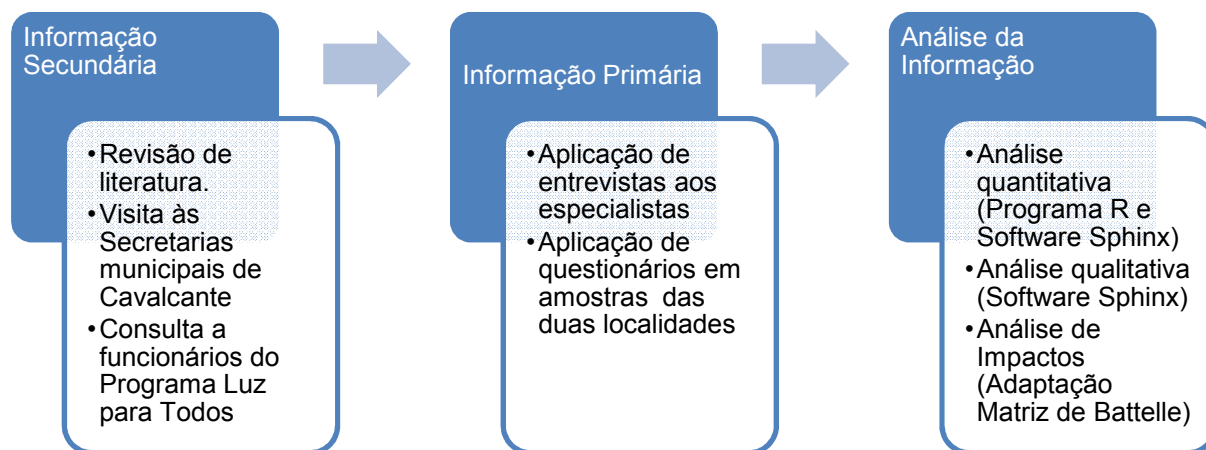 Informação
Secundária
•Revisão de
literatura.
•Visita às
Secretarias
municipais de
Cavalcante
•Consulta a
funcionários do
Programa Luz
para Todos
Informação Primária
•Aplicação de
entrevistas aos
especialistas
•Aplicação de
questionários em
amostras das
duas localidades
Análise da
Informação
•Análise
quantitativa
(Programa R e
Software Sphinx)
•Análise qualitativa
(Software Sphinx)
•Análise de
Impactos
(Adaptação
Matriz de Battelle)